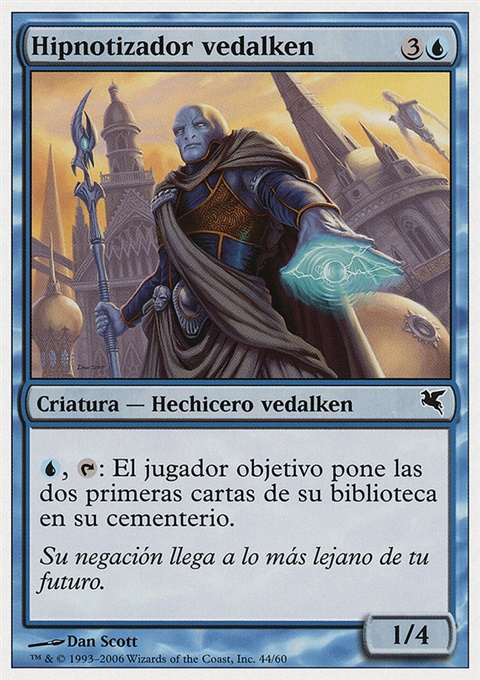 Hipnotizador vedalken 3
DAN SCOTT
Criatura — Hechicero vedalken
, : El jugador objetivo pone las
dos primeras cartas de su biblioteca
en su cementerio.
Su negación llega a lo más lejano de tu
futuro.
1/4
Dan Scott
™ & © 1993–2006 Wizards of the Coast, Inc. 44/60